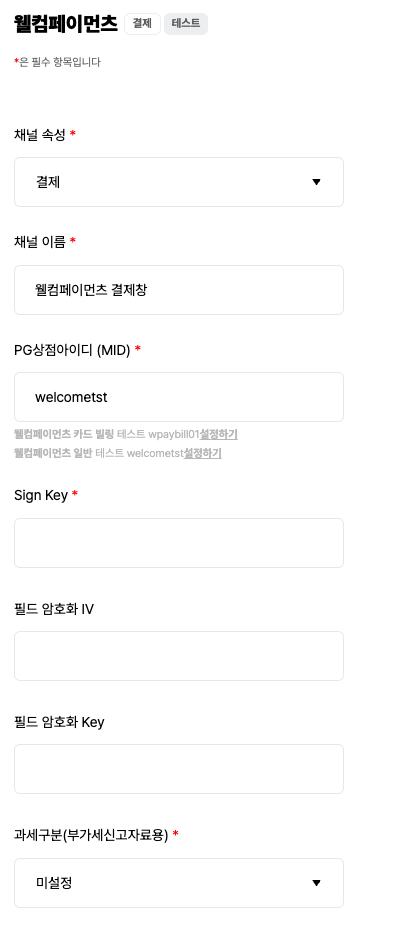 웰컴페이먼츠 결제 테스트
*은 필수 항목입니다
채널 속성 *
결제
채널 이름 *
웰컴페이먼츠 결제창
PG상점아이디 (MID) *
welcometst
웰컴페이먼츠 카드 빌링 테스트 wpaybill01설정하기
웰컴페이먼츠 일반 테스트 welcometst설정하기
Sign Key *
필드 암호화 IV
필드 암호화 Key
과세구분(부가세신고자료용) *
미설정